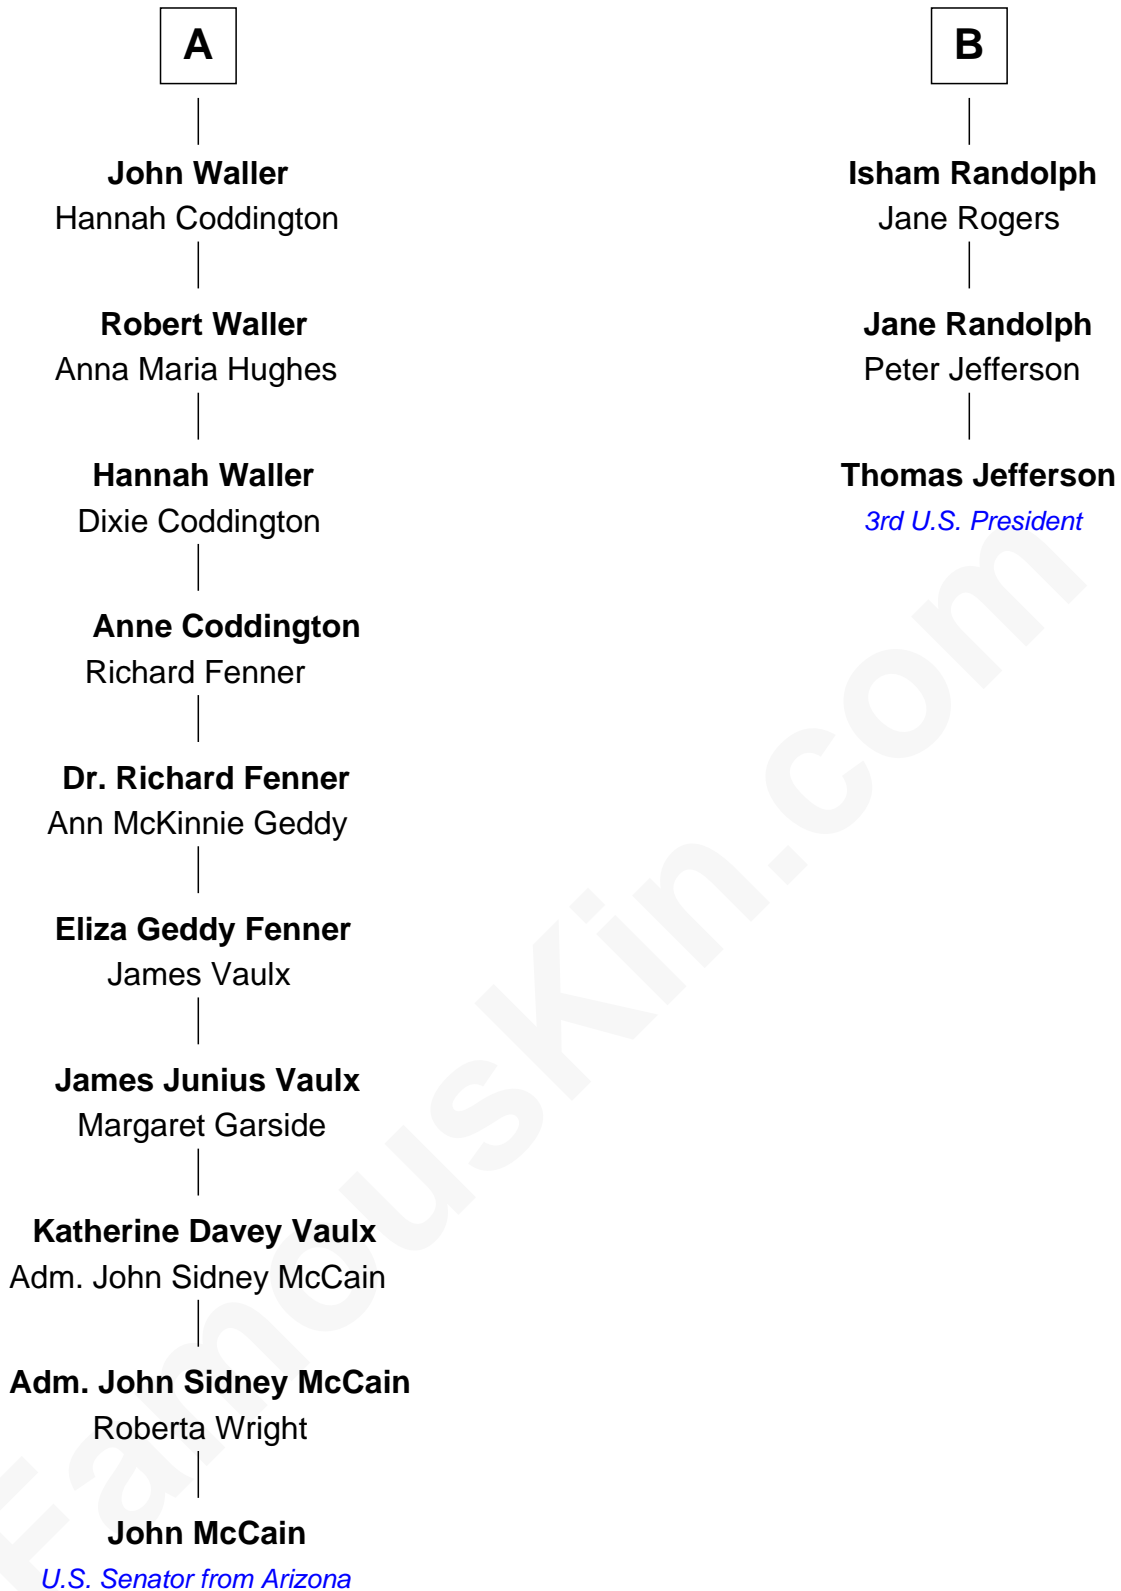 A
John Waller
Hannah Coddington
Robert Waller
Anna Maria Hughes
Hannah Waller
Dixie Coddington
Anne Coddington
Richard Fenner
Dr. Richard Fenner
Ann McKinnie Geddy
Eliza Geddy Fenner
James Vaulx
James Junius Vaulx
Margaret Garside
Katherine Davey Vaulx
Adm. John Sidney McCain
Adm. John Sidney McCain
Roberta Wright
John McCain
U.S. Senator from Arizona
B
Isham Randolph
Jane Rogers
Jane Randolph
Peter Jefferson
Thomas Jefferson
3rd U.S. President
FamousKin.com